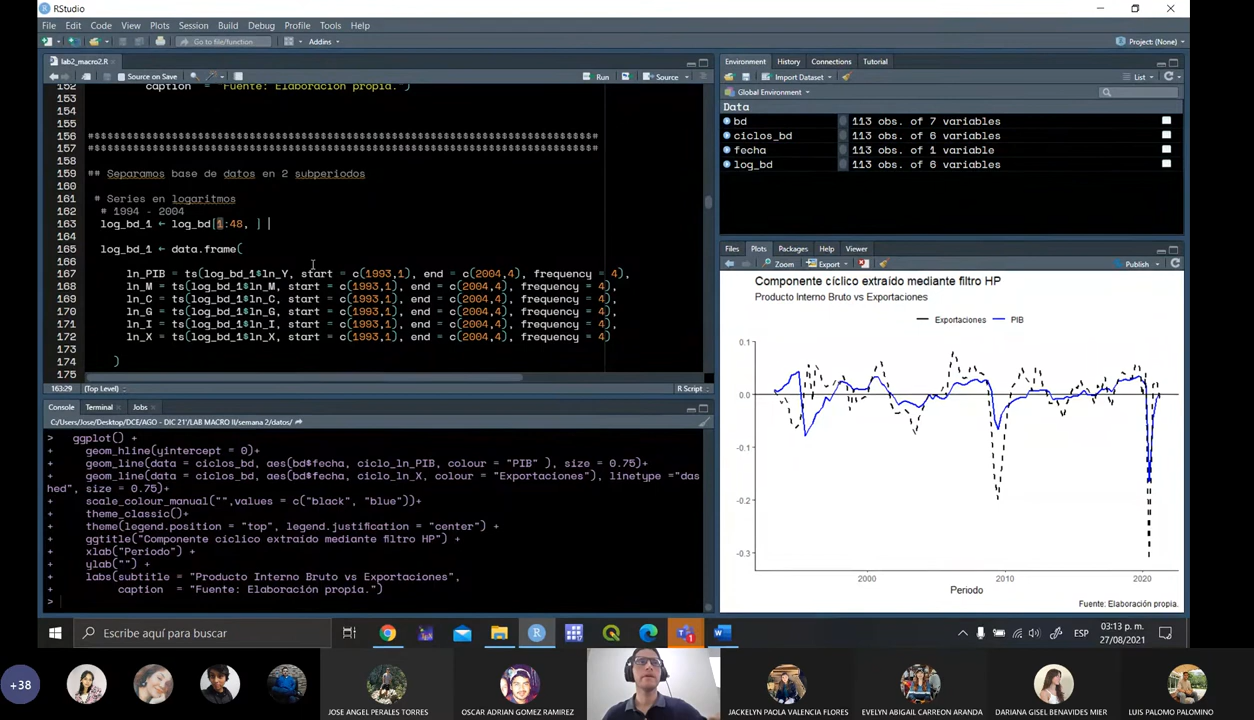 RStudio
File Edit Code View Plots Session Build Debug Profile Tools Help
Go to file/function Addins Project: (None)
lab2_macro2.R
Source on Save Run Source
152 caption = "Fuente: Elaboración propia.")
153
154
155
156 #$$$$$$$$$$$$$$$$$$$$$$$$$$$$$$$$$$$$$$$$$$$$$$$$$$$$$$$$$$$$$$$$$$$$$$$$$$$#
157 #$$$$$$$$$$$$$$$$$$$$$$$$$$$$$$$$$$$$$$$$$$$$$$$$$$$$$$$$$$$$$$$$$$$$$$$$$$$#
158
159 ## Separamos base de datos en 2 subperiodos
160
161 # Series en logaritmos
162 # 1994 - 2004
163 log_bd_1 ← log_bd[1:48, ]
164
165 log_bd_1 ← data.frame(
166
167 ln_PIB = ts(log_bd_1$ln_Y, start = c(1993,1), end = c(2004,4), frequency = 4),
168 ln_M = ts(log_bd_1$ln_M, start = c(1993,1), end = c(2004,4), frequency = 4),
169 ln_C = ts(log_bd_1$ln_C, start = c(1993,1), end = c(2004,4), frequency = 4),
170 ln_G = ts(log_bd_1$ln_G, start = c(1993,1), end = c(2004,4), frequency = 4),
171 ln_I = ts(log_bd_1$ln_I, start = c(1993,1), end = c(2004,4), frequency = 4),
172 ln_X = ts(log_bd_1$ln_X, start = c(1993,1), end = c(2004,4), frequency = 4)
173
174 )
175
163:29 (Top Level) R Script
Console Terminal Jobs
C:/Users/Jose/Desktop/DCE/AGO - DIC 21'/LAB MACRO II/semana 2/datos/
> ggplot() +
+ geom_hline(yintercept = 0)+
+ geom_line(data = ciclos_bd, aes(bd$fecha, ciclo_ln_PIB, colour = "PIB" ), size = 0.75)+
+ geom_line(data = ciclos_bd, aes(bd$fecha, ciclo_ln_X, colour = "Exportaciones"), linetype ="das
hed", size = 0.75)+
+ scale_colour_manual("",values = c("black", "blue"))+
+ theme_classic()+
+ theme(legend.position = "top", legend.justification = "center") +
+ ggtitle("Componente cíclico extraído mediante filtro HP") +
+ xlab("Periodo") +
+ ylab("") +
+ labs(subtitle = "Producto Interno Bruto vs Exportaciones",
+ caption = "Fuente: Elaboración propia.")
>
Environment History Connections Tutorial
Import Dataset List
Global Environment
Data
bd 113 obs. of 7 variables
ciclos_bd 113 obs. of 6 variables
fecha 113 obs. of 1 variable
log_bd 113 obs. of 6 variables
Files Plots Packages Help Viewer
Zoom Export Publish
Componente cíclico extraído mediante filtro HP
Producto Interno Bruto vs Exportaciones
Exportaciones PIB
0.1
0.0
-0.1
-0.2
-0.3
2000 2010 2020
Periodo
Fuente: Elaboración propia.
Escribe aquí para buscar
1
ESP
03:13 p. m.
27/08/2021
+38
JOSE ANGEL PERALES TORRES
OSCAR ADRIAN GOMEZ RAMIREZ
JACKELYN PAOLA VALENCIA FLORES
EVELYN ABIGAIL CARREON ARANDA
DARIANA GISEL BENAVIDES MIER
LUIS PALOMO PALOMINO